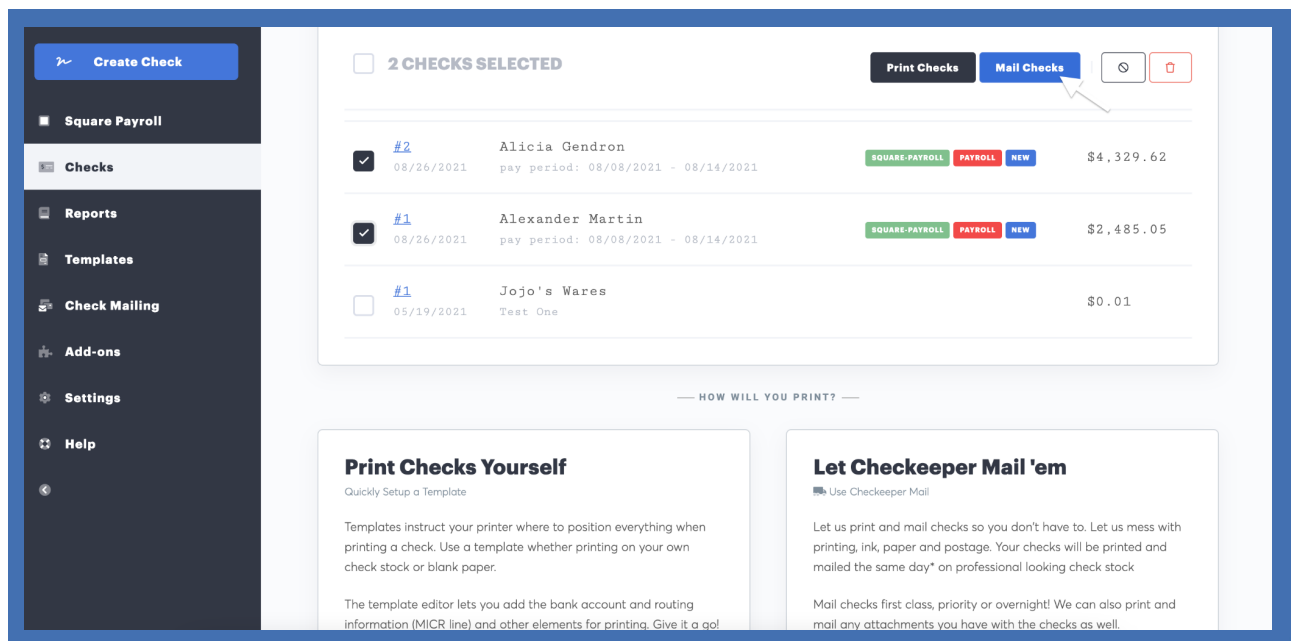 Create Check
Square Payroll
Checks
Reports
Templates
Check Mailing
Add-ons
Settings
Help
2 CHECKS SELECTED
Print Checks
Mail Checks
#2
Alicia Gendron
SQUARE-PAYROLL PAYROLL NEW
$4,329.62
08/26/2021
pay period: 08/08/2021 - 08/14/2021
#1
Alexander Martin
SQUARE-PAYROLL PAYROLL NEW
$2,485.05
08/26/2021
pay period: 08/08/2021 - 08/14/2021
#1
Jojo's Wares
$0.01
05/19/2021
Test One
HOW WILL YOU PRINT?
Print Checks Yourself
Quickly Setup a Template
Templates instruct your printer where to position everything when
printing a check. Use a template whether printing on your own
check stock or blank paper.
The template editor lets you add the bank account and routing
information (MICR line) and other elements for printing. Give it a go!
Let Checkeeper Mail 'em
Use Checkeeper Mail
Let us print and mail checks so you don't have to. Let us mess with
printing, ink, paper and postage. Your checks will be printed and
mailed the same day* on professional looking check stock
Mail checks first class, priority or overnight! We can also print and
mail any attachments you have with the checks as well.